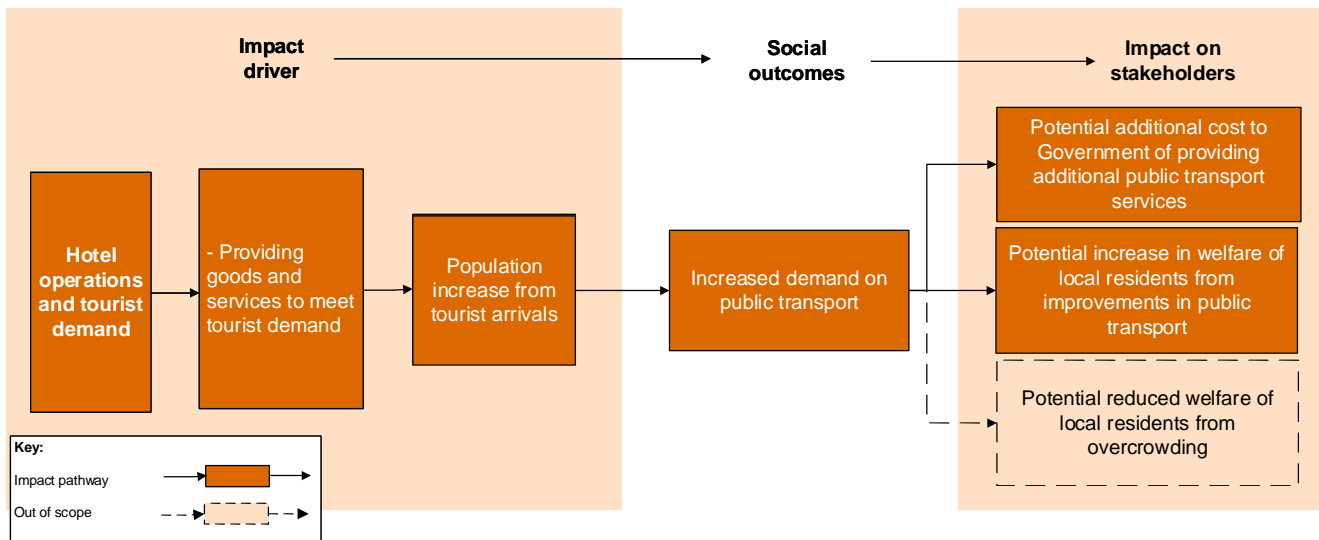 Impact
driver
Social
outcomes
Impact on
stakeholders
Hotel
operations
and tourist
demand
- Providing
goods and
services to meet
tourist demand
Population
increase from
tourist arrivals
Increased demand on
public transport
Potential additional cost to
Government of providing
additional public transport
services
Potential increase in welfare of
local residents from
improvements in public
transport
Potential reduced welfare of
local residents from
overcrowding
Key:
Impact pathway
Out of scope